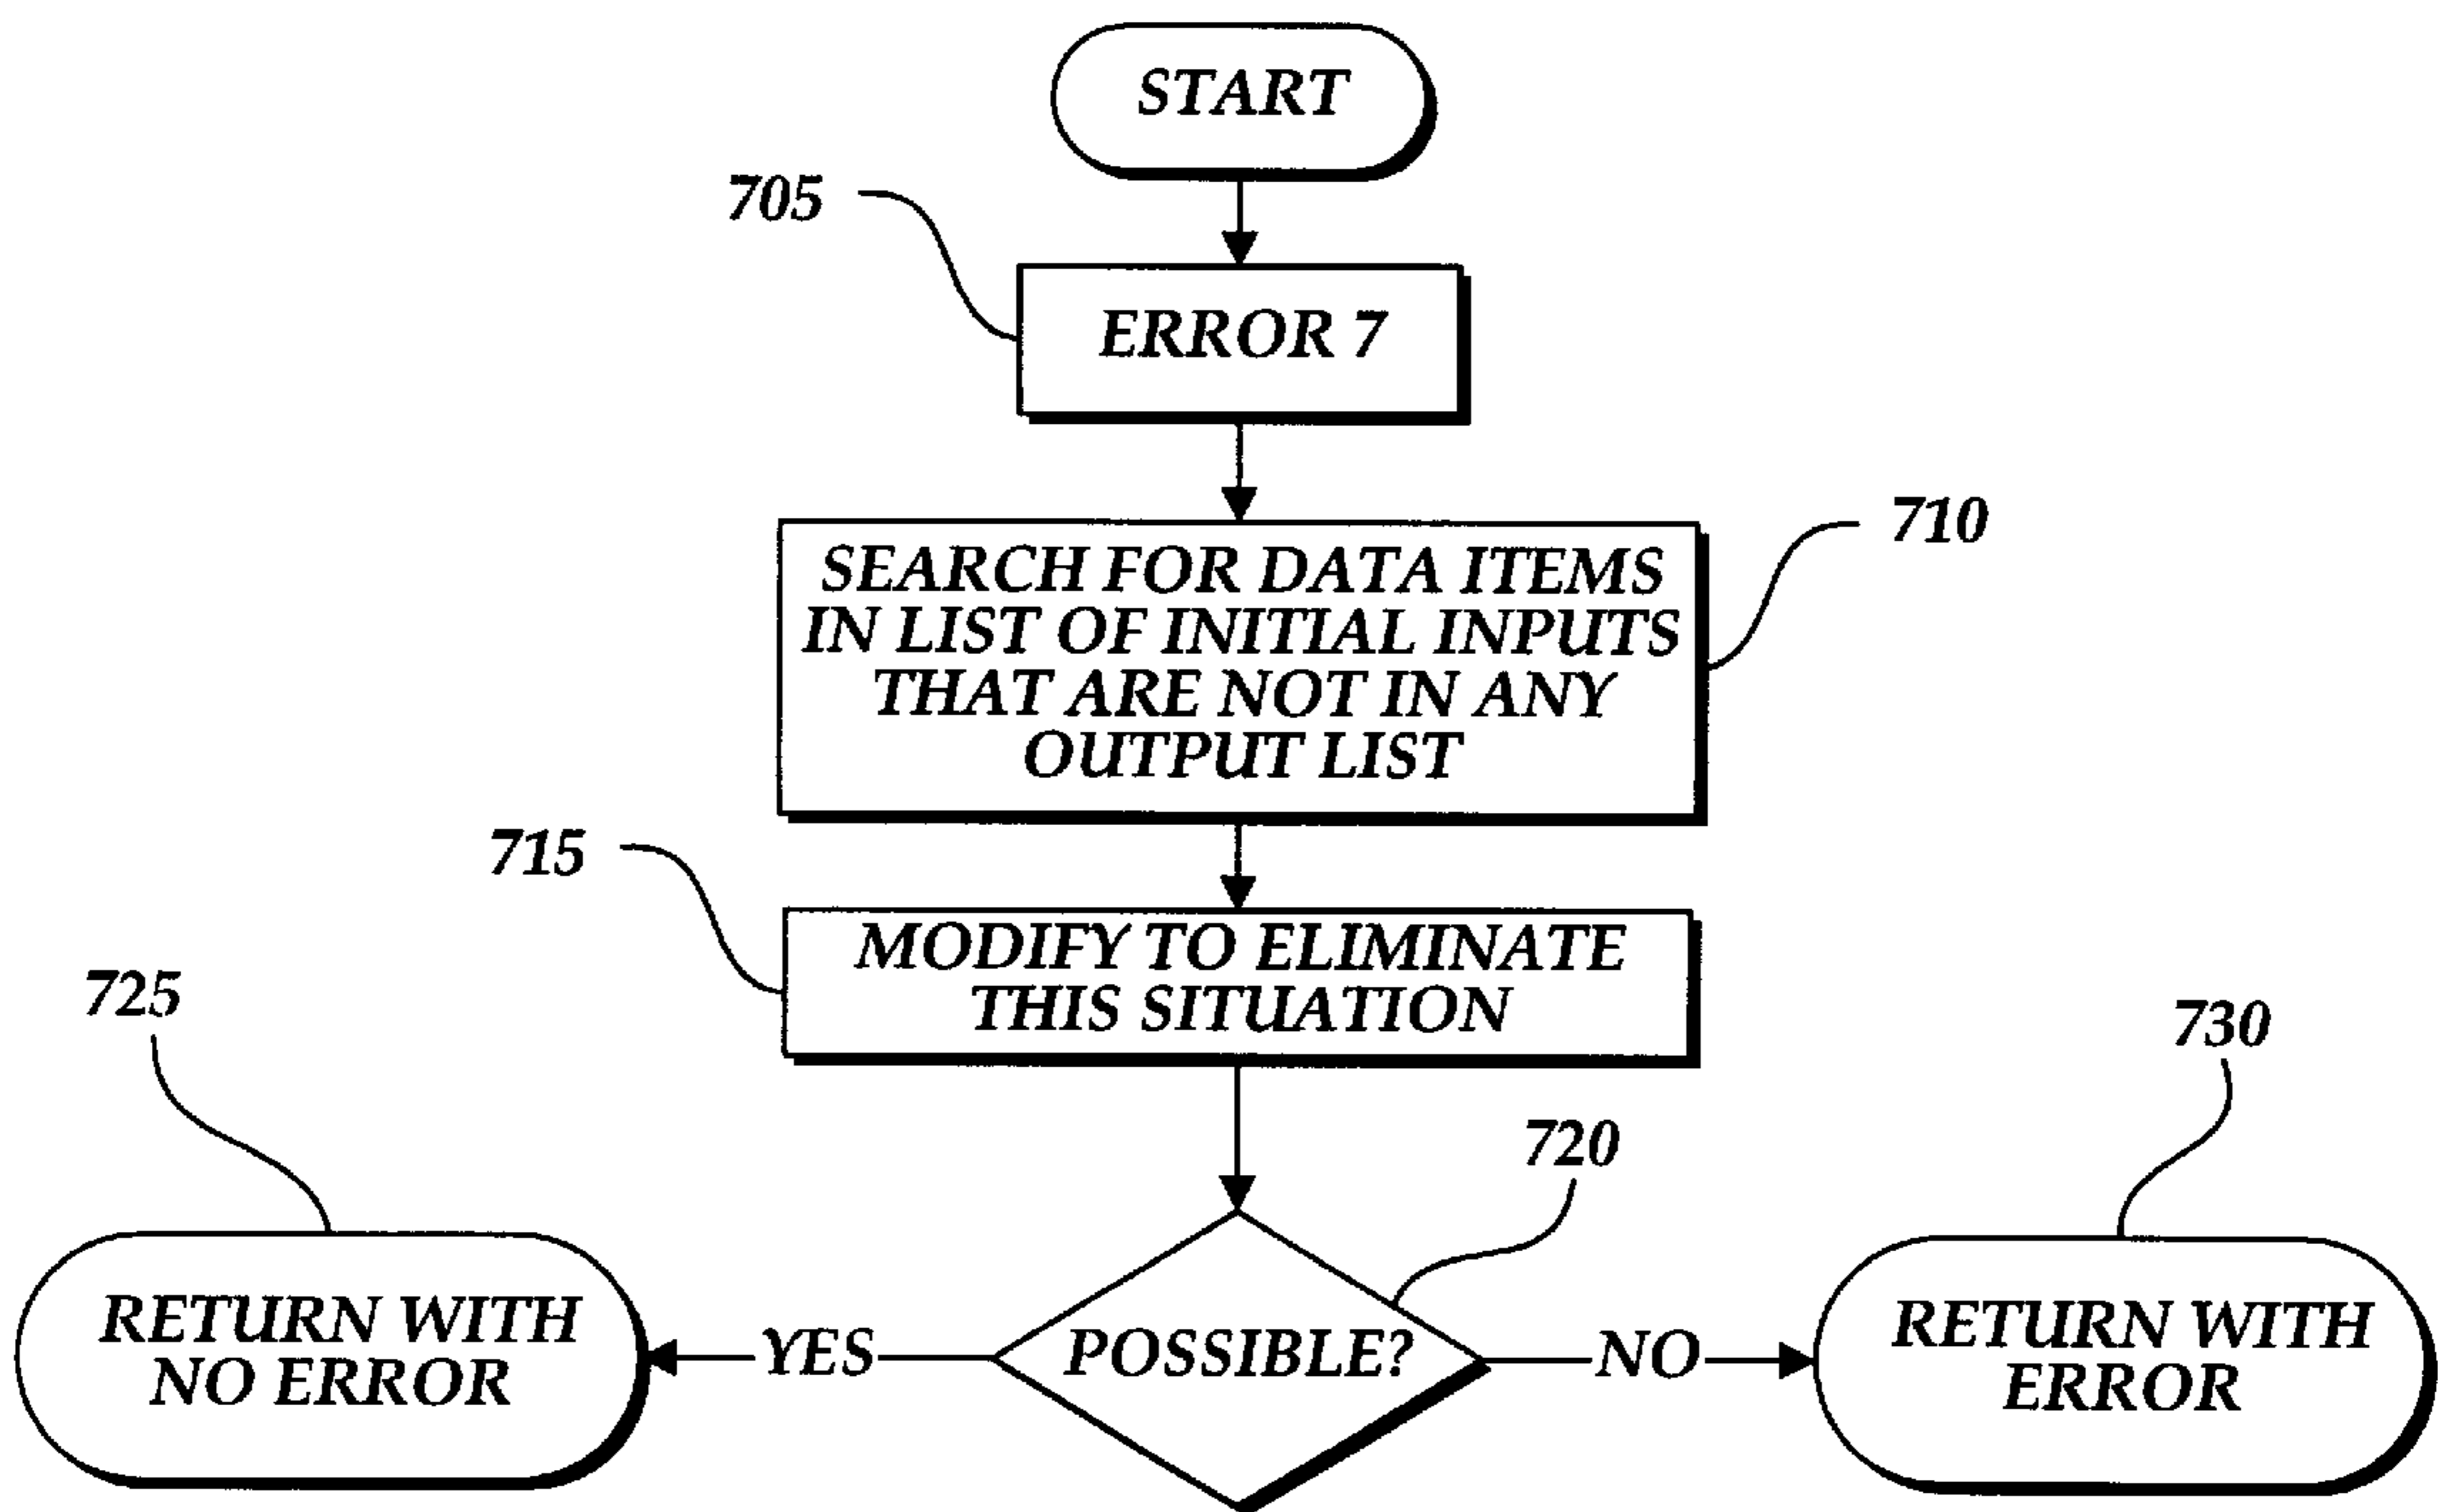 START
705
ERROR 7
710
SEARCH FOR DATA ITEMS
IN LIST OF INITIAL INPUTS
THAT ARE NOT IN ANY
OUTPUT LIST
715
MODIFY TO ELIMINATE
THIS SITUATION
725
730
720
RETURN WITH
NO ERROR
YES
POSSIBLE?
NO
RETURN WITH
ERROR